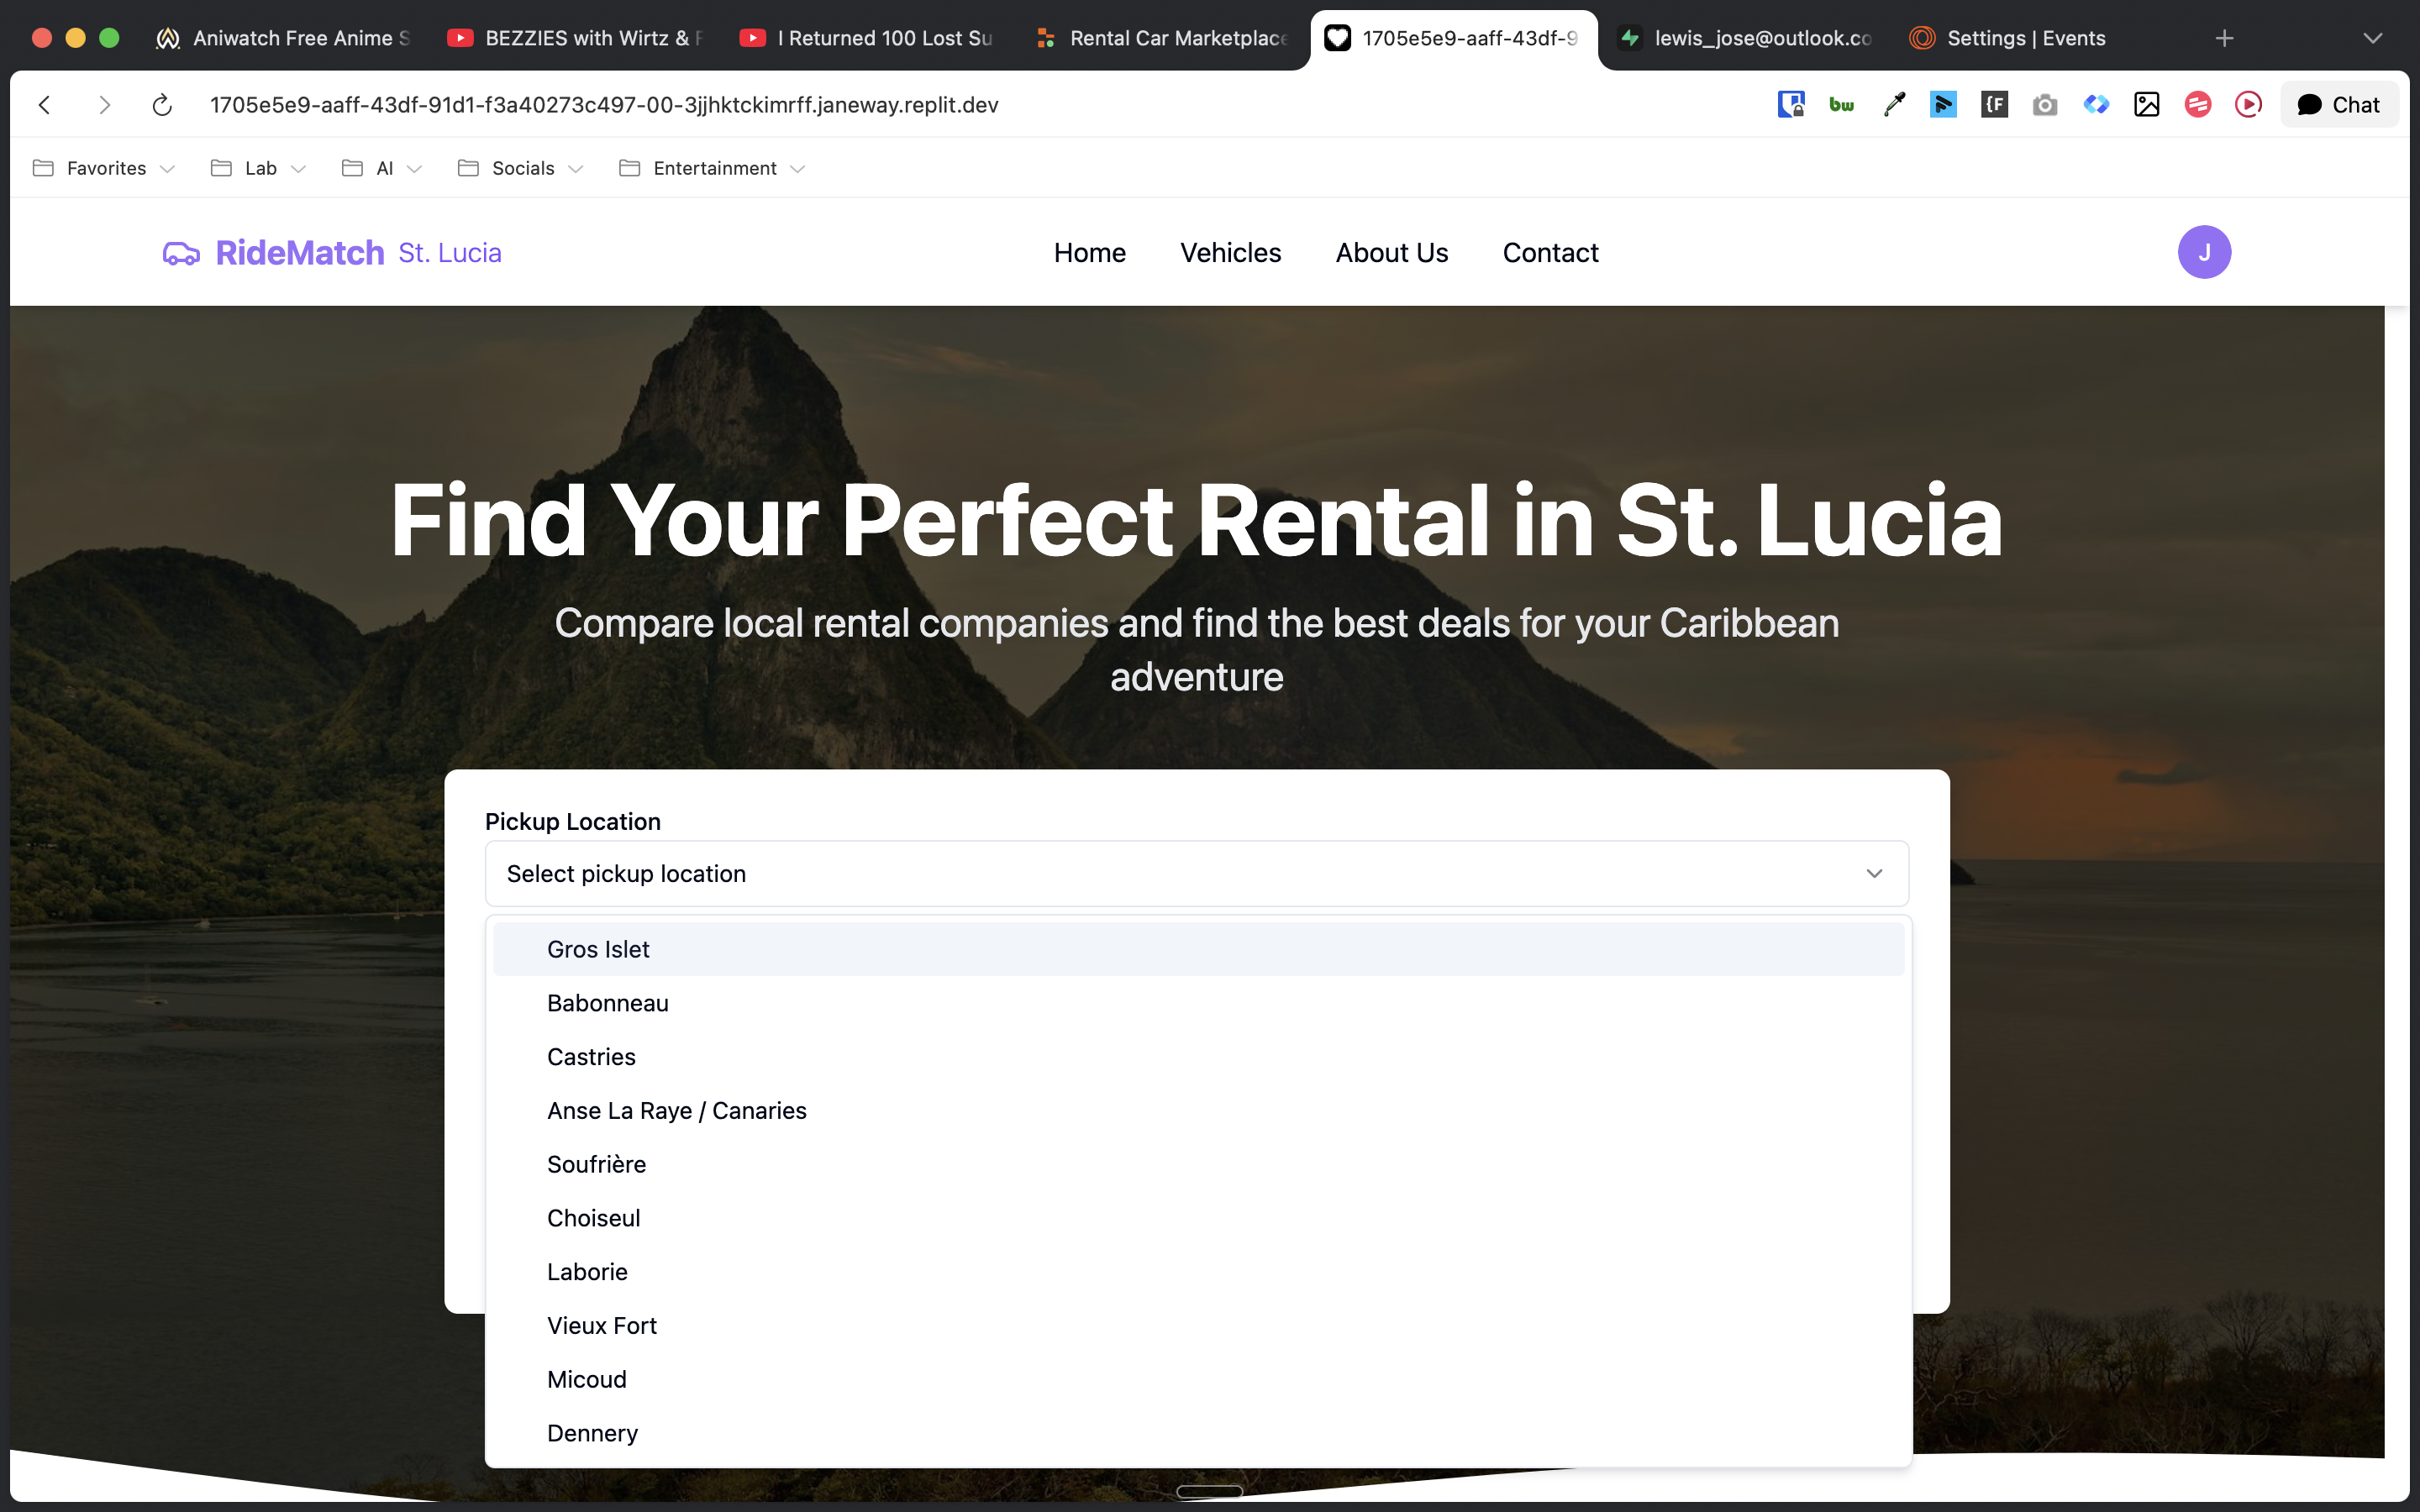 Aniwatch Free Anime S
BEZZIES with Wirtz & F
I Returned 100 Lost Su
Rental Car Marketplace
1705e5e9-aaff-43df-9
lewis_jose@outlook.co
Settings | Events
1705e5e9-aaff-43df-91d1-f3a40273c497-00-3jjhktckimrff.janeway.replit.dev
bw
{F
Chat
Favorites
Lab
AI
Socials
Entertainment
RideMatch St. Lucia
Home
Vehicles
About Us
Contact
J
Find Your Perfect Rental in St. Lucia
Compare local rental companies and find the best deals for your Caribbean
adventure
Pickup Location
Select pickup location
Gros Islet
Babonneau
Castries
Anse La Raye / Canaries
Soufrière
Choiseul
Laborie
Vieux Fort
Micoud
Dennery